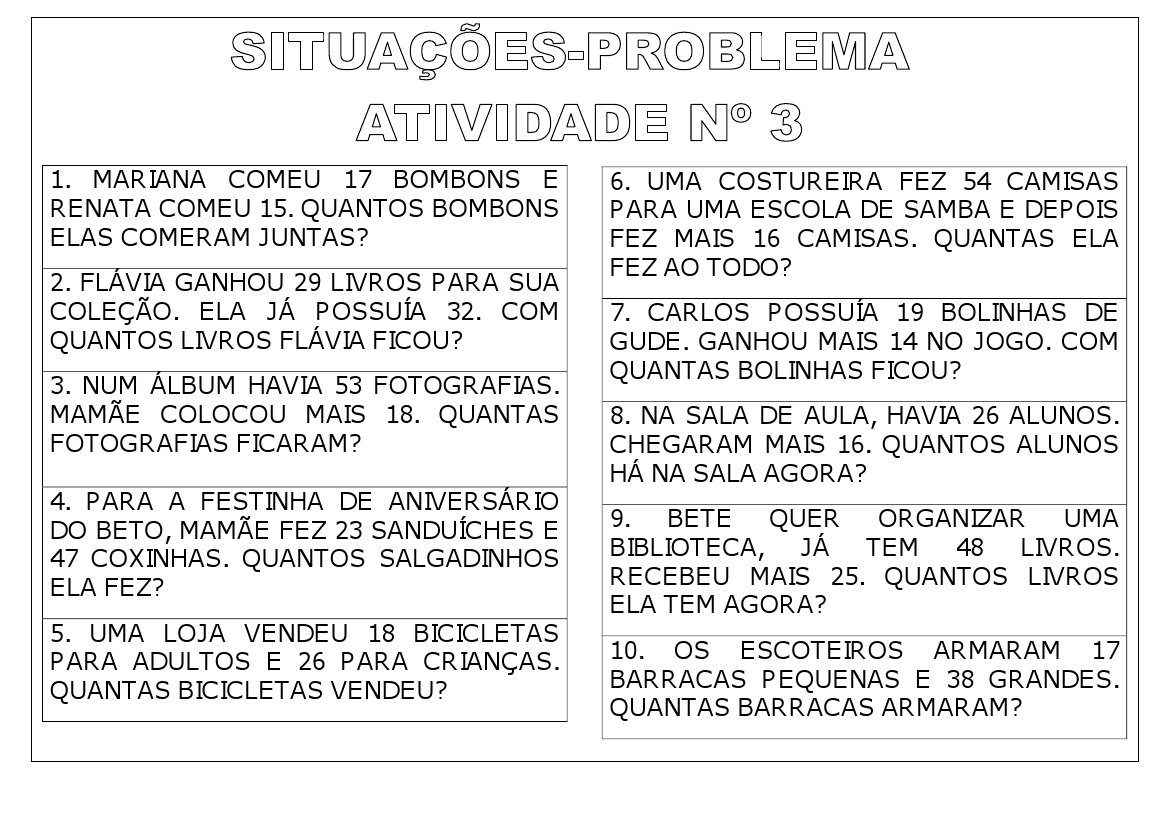 SITUAÇÕES-PROBLEMA
ATIVIDADE Nº 3
1. MARIANA COMEU 17 BOMBONS E
RENATA COMEU 15. QUANTOS BOMBONS
ELAS COMERAM JUNTAS?
2. FLÁVIA GANHOU 29 LIVROS PARA SUA
COLEÇÃO. ELA JÁ POSSUÍA 32. COM
QUANTOS LIVROS FLÁVIA FICOU?
3. NUM ÁLBUM HAVIA 53 FOTOGRAFIAS.
MAMÃE COLOCOU MAIS 18. QUANTAS
FOTOGRAFIAS FICARAM?
4. PARA A FESTINHA DE ANIVERSÁRIO
DO BETO, MAMÃE FEZ 23 SANDUÍCHES E
47 COXINHAS. QUANTOS SALGADINHOS
ELA FEZ?
5. UMA LOJA VENDEU 18 BICICLETAS
PARA ADULTOS E 26 PARA CRIANÇAS.
QUANTAS BICICLETAS VENDEU?
6. UMA COSTUREIRA FEZ 54 CAMISAS
PARA UMA ESCOLA DE SAMBA E DEPOIS
FEZ MAIS 16 CAMISAS. QUANTAS ELA
FEZ AO TODO?
7. CARLOS POSSUÍA 19 BOLINHAS DE
GUDE. GANHOU MAIS 14 NO JOGO. COM
QUANTAS BOLINHAS FICOU?
8. NA SALA DE AULA, HAVIA 26 ALUNOS.
CHEGARAM MAIS 16. QUANTOS ALUNOS
HÁ NA SALA AGORA?
9. BETE QUER ORGANIZAR UMA
BIBLIOTECA, JÁ TEM 48 LIVROS.
RECEBEU MAIS 25. QUANTOS LIVROS
ELA TEM AGORA?
10. OS ESCOTEIROS ARMARAM 17
BARRACAS PEQUENAS E 38 GRANDES.
QUANTAS BARRACAS ARMARAM?